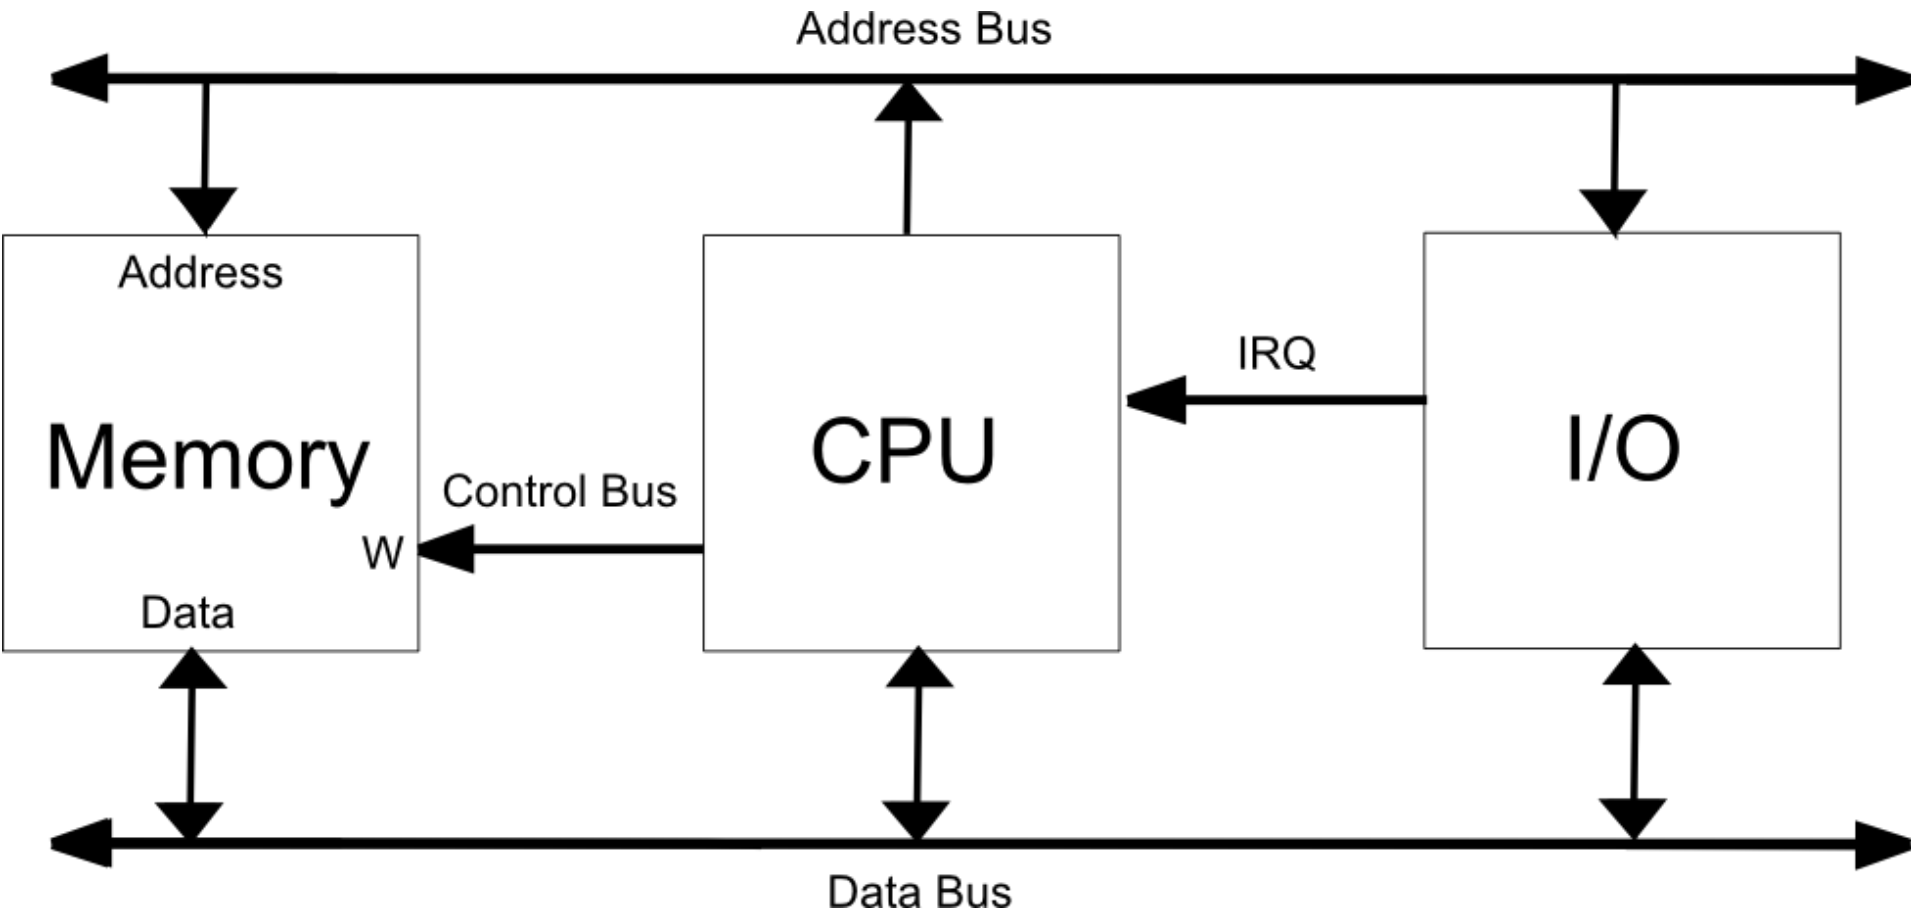 Address Bus
Address
IRQ
Memory
CPU
I/O
Control Bus
W
Data
Data Bus